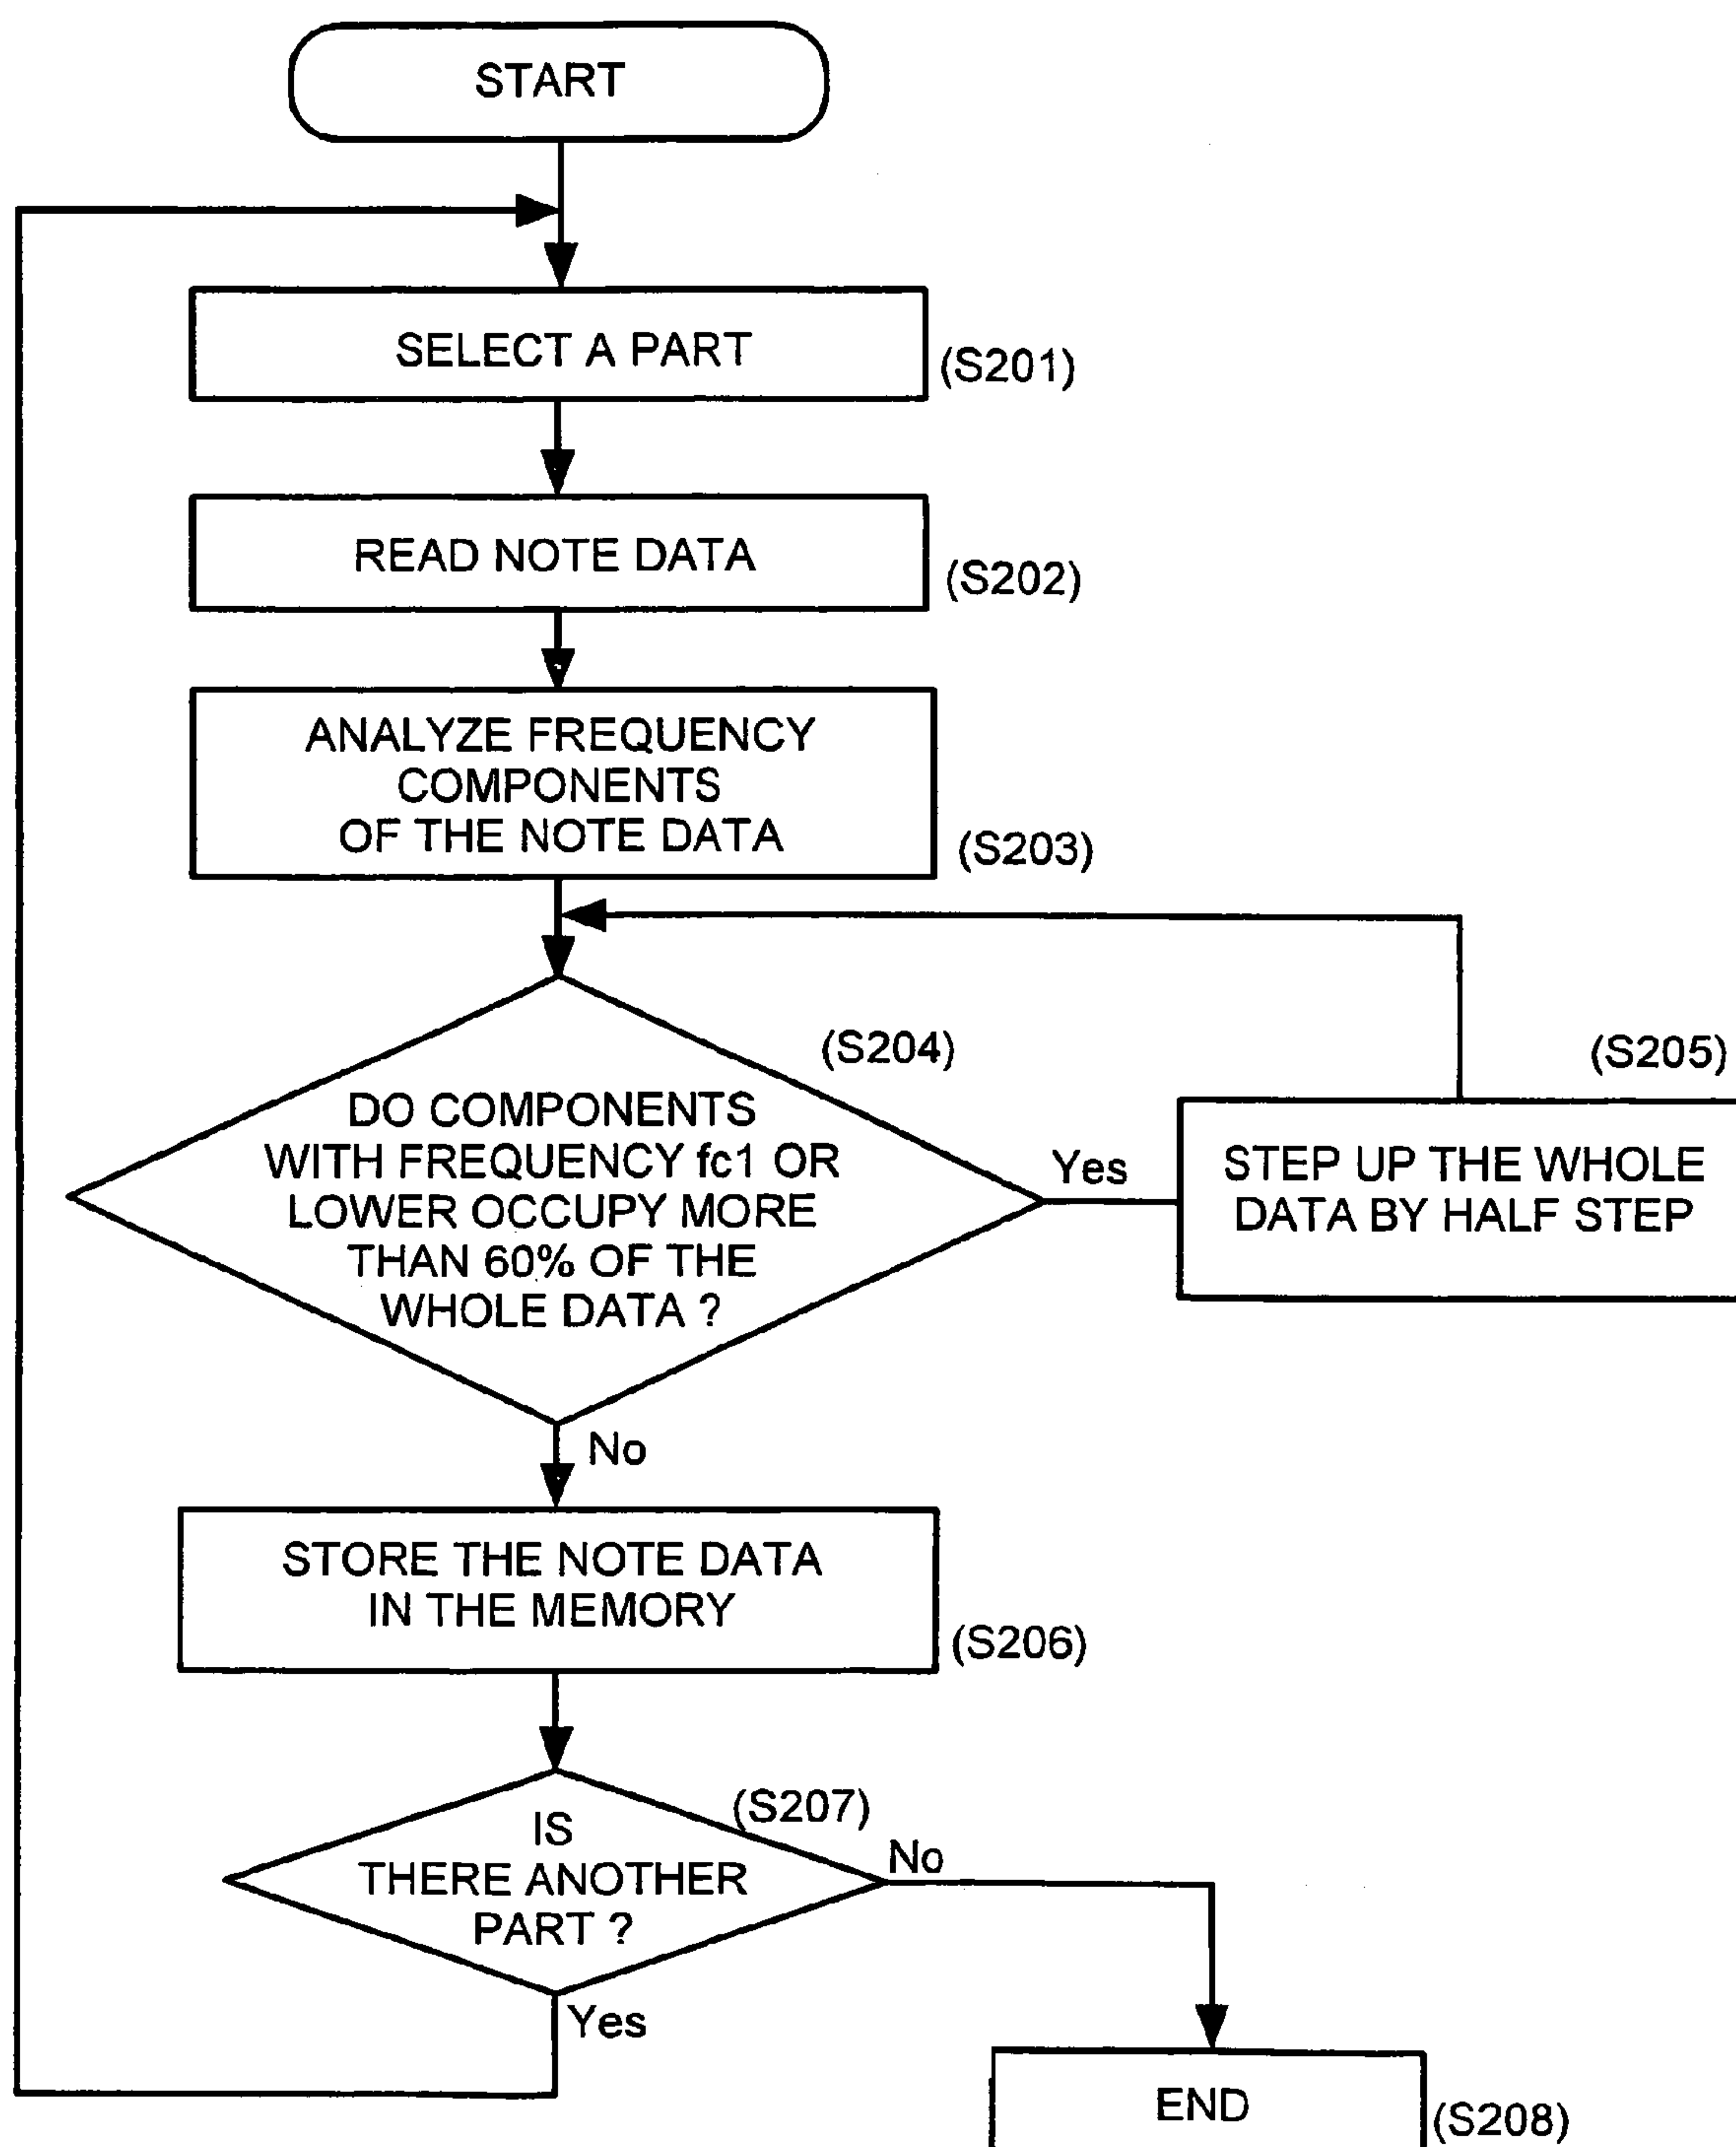 START
SELECT A PART
(S201)
READ NOTE DATA
(S202)
ANALYZE FREQUENCY
COMPONENTS
OF THE NOTE DATA
(S203)
(S204)
DO COMPONENTS
WITH FREQUENCY fc1 OR
LOWER OCCUPY MORE
THAN 60% OF THE
WHOLE DATA ?
Yes
(S205)
STEP UP THE WHOLE
DATA BY HALF STEP
No
STORE THE NOTE DATA
IN THE MEMORY
(S206)
(S207)
IS
THERE ANOTHER
PART ?
No
Yes
END
(S208)